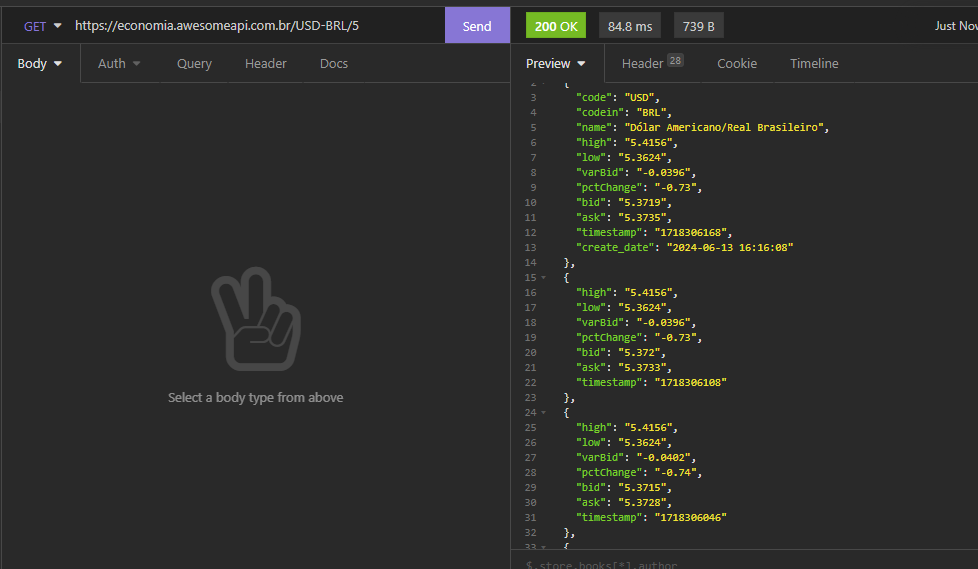 GET https://economia.awesomeapi.com.br/USD-BRL/5 Send 200 OK 84.8 ms 739 B Just Now
Body Auth Query Header Docs Preview Header 28 Cookie Timeline
2 {
3 "code": "USD",
4 "codein": "BRL",
5 "name": "Dólar Americano/Real Brasileiro",
6 "high": "5.4156",
7 "low": "5.3624",
8 "varBid": "-0.0396",
9 "pctChange": "-0.73",
10 "bid": "5.3719",
11 "ask": "5.3735",
12 "timestamp": "1718306168",
13 "create_date": "2024-06-13 16:16:08"
14 },
15 {
16 "high": "5.4156",
17 "low": "5.3624",
18 "varBid": "-0.0396",
19 "pctChange": "-0.73",
20 "bid": "5.372",
21 "ask": "5.3733",
22 "timestamp": "1718306108"
23 },
24 {
25 "high": "5.4156",
26 "low": "5.3624",
27 "varBid": "-0.0402",
28 "pctChange": "-0.74",
29 "bid": "5.3715",
30 "ask": "5.3728",
31 "timestamp": "1718306046"
32 },
33 {
Select a body type from above
$.store.books[*].author